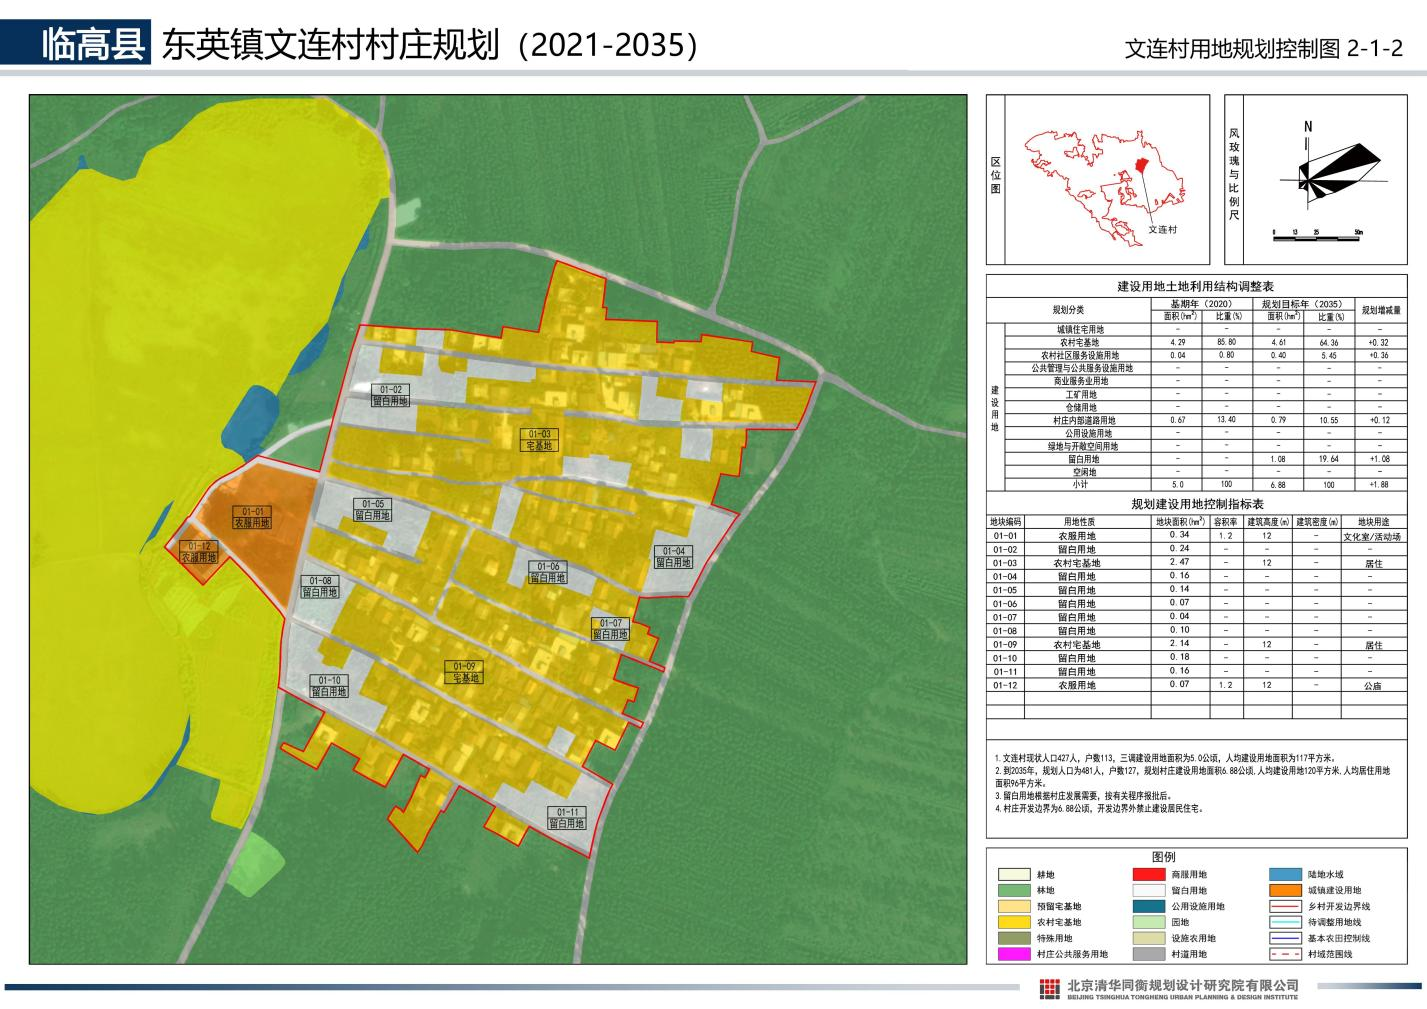 临高县 东英镇文连村村庄规划（2021-2035）
文连村用地规划控制图 2-1-2
区位图
文连村
风玫瑰与比例尺
N
0 13 25 50m
建设用地土地利用结构调整表
规划分类 基期年（2020） 规划目标年（2035） 规划增减量
面积(hm²) 比重(%) 面积(hm²) 比重(%)
建设用地
城镇住宅用地 - - - - -
农村宅基地 4.29 85.80 4.61 64.36 +0.32
农村社区服务设施用地 0.04 0.80 0.40 5.45 +0.36
公共管理与公共服务设施用地 - - - - -
商业服务业用地 - - - - -
工矿用地 - - - - -
仓储用地 - - - - -
村庄内部道路用地 0.67 13.40 0.79 10.55 +0.12
公用设施用地 - - - - -
绿地与开敞空间用地 - - - - -
留白用地 - - 1.08 19.64 +1.08
空闲地 - - - - -
小计 5.0 100 6.88 100 +1.88
规划建设用地控制指标表
地块编码 用地性质 地块面积(hm²) 容积率 建筑高度(m) 建筑密度(m) 地块用途
01-01 农服用地 0.34 1.2 12 - 文化室/活动场
01-02 留白用地 0.24 - - - -
01-03 农村宅基地 2.47 - 12 - 居住
01-04 留白用地 0.16 - - - -
01-05 留白用地 0.14 - - - -
01-06 留白用地 0.07 - - - -
01-07 留白用地 0.04 - - - -
01-08 留白用地 0.10 - - - -
01-09 农村宅基地 2.14 - 12 - 居住
01-10 留白用地 0.18 - - - -
01-11 留白用地 0.16 - - - -
01-12 农服用地 0.07 1.2 12 - 公庙
1.文连村现状人口427人，户数113，三调建设用地面积为5.0公顷，人均建设用地面积为117平方米。
2.到2035年，规划人口为481人，户数127，规划村庄建设用地面积6.88公顷,人均建设用地120平方米,人均居住用地
面积96平方米。
3.留白用地根据村庄发展需要，按有关程序报批后。
4.村庄开发边界为6.88公顷，开发边界外禁止建设居民住宅。
图例
耕地 商服用地 陆地水域
林地 留白用地 城镇建设用地
预留宅基地 公用设施用地 乡村开发边界线
农村宅基地 园地 待调整用地线
特殊用地 设施农用地 基本农田控制线
村庄公共服务用地 村道用地 村域范围线
01-02
留白用地
01-03
宅基地
01-05
留白用地
01-01
农服用地
01-12
农服用地
01-04
留白用地
01-06
留白用地
01-08
留白用地
01-07
留白用地
01-09
宅基地
01-10
留白用地
01-11
留白用地
北京清华同衡规划设计研究院有限公司
BEIJING TSINGHUA TONGHENG URBAN PLANNING & DESIGN INSTITUTE